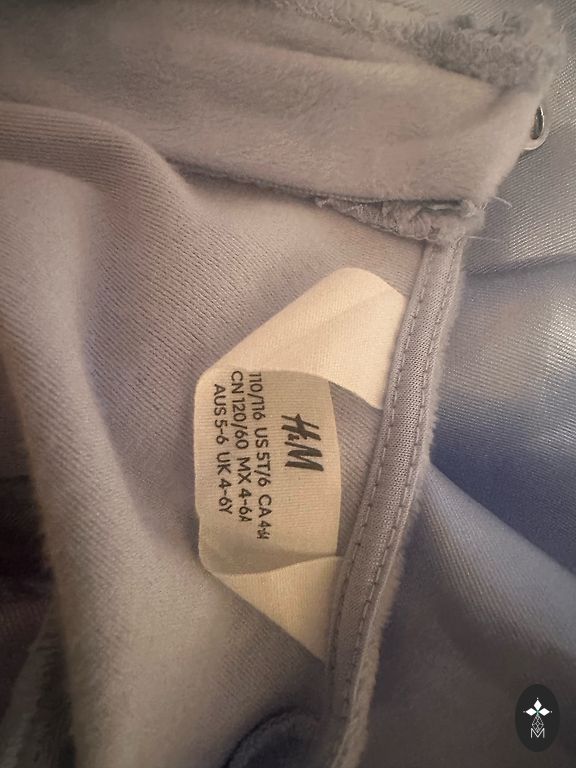 H&M
110/116 US 5T/6 CA 4-6A
CN 120/60 MX 4-6A
AUS 5-6 UK 4-6Y
M